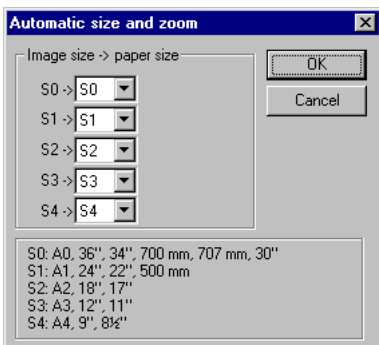 Automatic size and zoom
Image size -> paper size
OK
Cancel
S0 -> S0
S1 -> S1
S2 -> S2
S3 -> S3
S4 -> S4
S0: A0, 36", 34", 700 mm, 707 mm, 30"
S1: A1, 24", 22", 500 mm
S2: A2, 18", 17"
S3: A3, 12", 11"
S4: A4, 9", 8½"